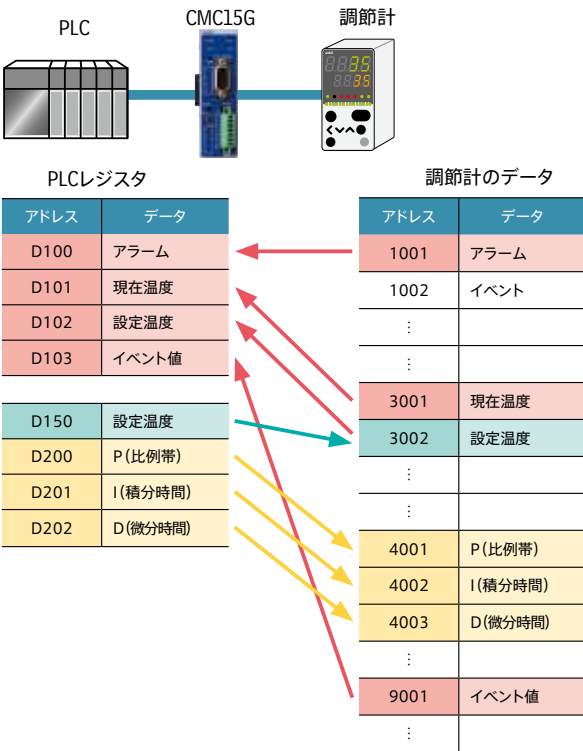 PLC
CMC15G
調節計
PLCレジスタ
アドレス データ
D100 アラーム
D101 現在温度
D102 設定温度
D103 イベント値
D150 設定温度
D200 P(比例帯)
D201 I(積分時間)
D202 D(微分時間)
調節計のデータ
アドレス データ
1001 アラーム
1002 イベント
⋮
⋮
3001 現在温度
3002 設定温度
⋮
⋮
4001 P(比例帯)
4002 I(積分時間)
4003 D(微分時間)
⋮
9001 イベント値
⋮